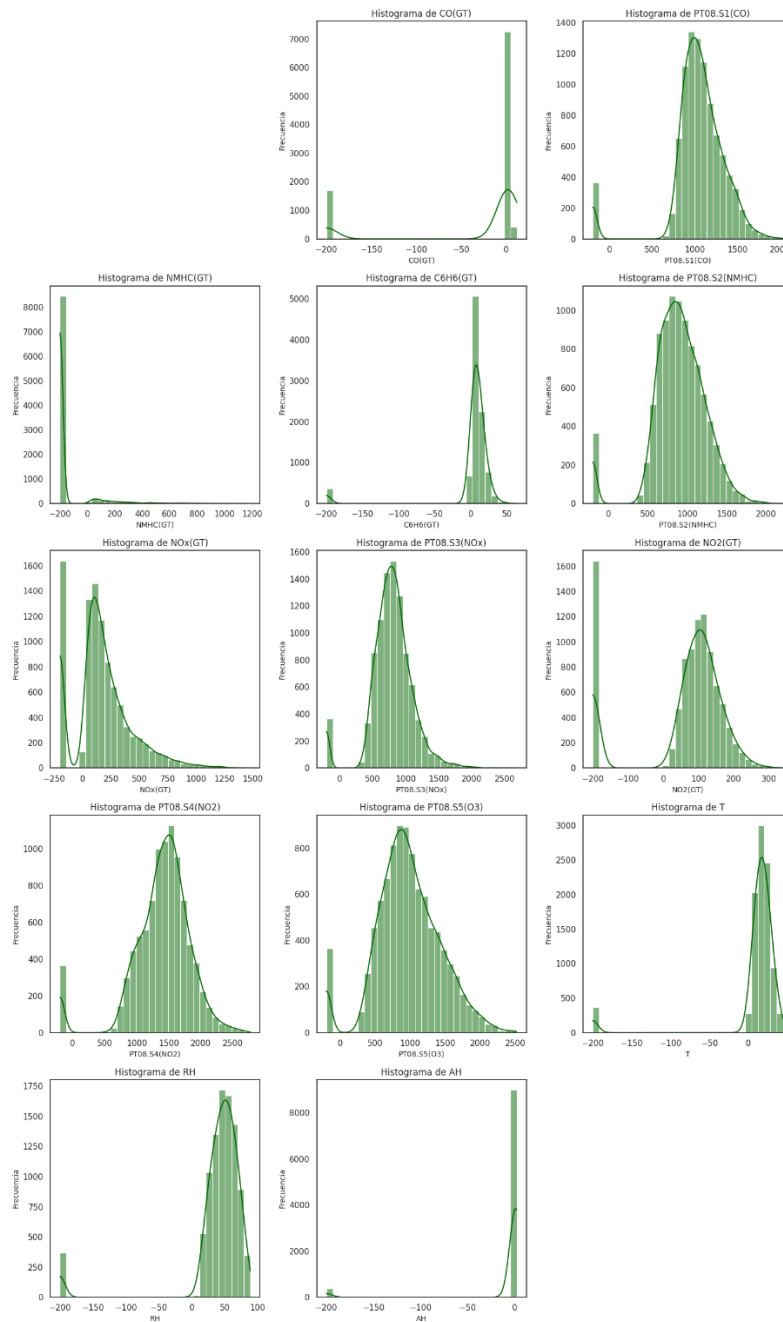 Histograma de CO(GT)
Frecuencia
7000
6000
5000
4000
3000
2000
1000
0
−200 −150 −100 −50 0
CO(GT)
Histograma de PT08.S1(CO)
Frecuencia
1400
1200
1000
800
600
400
200
0
0 500 1000 1500
PT08.S1(CO)
Histograma de NMHC(GT)
Frecuencia
8000
7000
6000
5000
4000
3000
2000
1000
0
−200 0 200 400 600 800 1000 1200
NMHC(GT)
Histograma de C6H6(GT)
Frecuencia
5000
4000
3000
2000
1000
0
−200 −150 −100 −50 0 50
C6H6(GT)
Histograma de PT08.S2(NMHC)
Frecuencia
1000
800
600
400
200
0
0 500 1000 1500 2000
PT08.S2(NMHC)
Histograma de NOx(GT)
Frecuencia
1600
1400
1200
1000
800
600
400
200
0
−250 0 250 500 750 1000 1250 1500
NOx(GT)
Histograma de PT08.S3(NOx)
Frecuencia
1600
1400
1200
1000
800
600
400
200
0
0 500 1000 1500 2000 2500
PT08.S3(NOx)
Histograma de NO2(GT)
Frecuencia
1600
1400
1200
1000
800
600
400
200
0
−200 −100 0 100 200 300
NO2(GT)
Histograma de PT08.S4(NO2)
Frecuencia
1000
800
600
400
200
0
0 500 1000 1500 2000 2500
PT08.S4(NO2)
Histograma de PT08.S5(O3)
Frecuencia
800
600
400
200
0
0 500 1000 1500 2000 2500
PT08.S5(O3)
Histograma de T
Frecuencia
3000
2500
2000
1500
1000
500
0
−200 −150 −100 −50 0
T
Histograma de RH
Frecuencia
1750
1500
1250
1000
750
500
250
0
−200 −150 −100 −50 0 50 100
RH
Histograma de AH
Frecuencia
8000
6000
4000
2000
0
−200 −150 −100 −50 0
AH